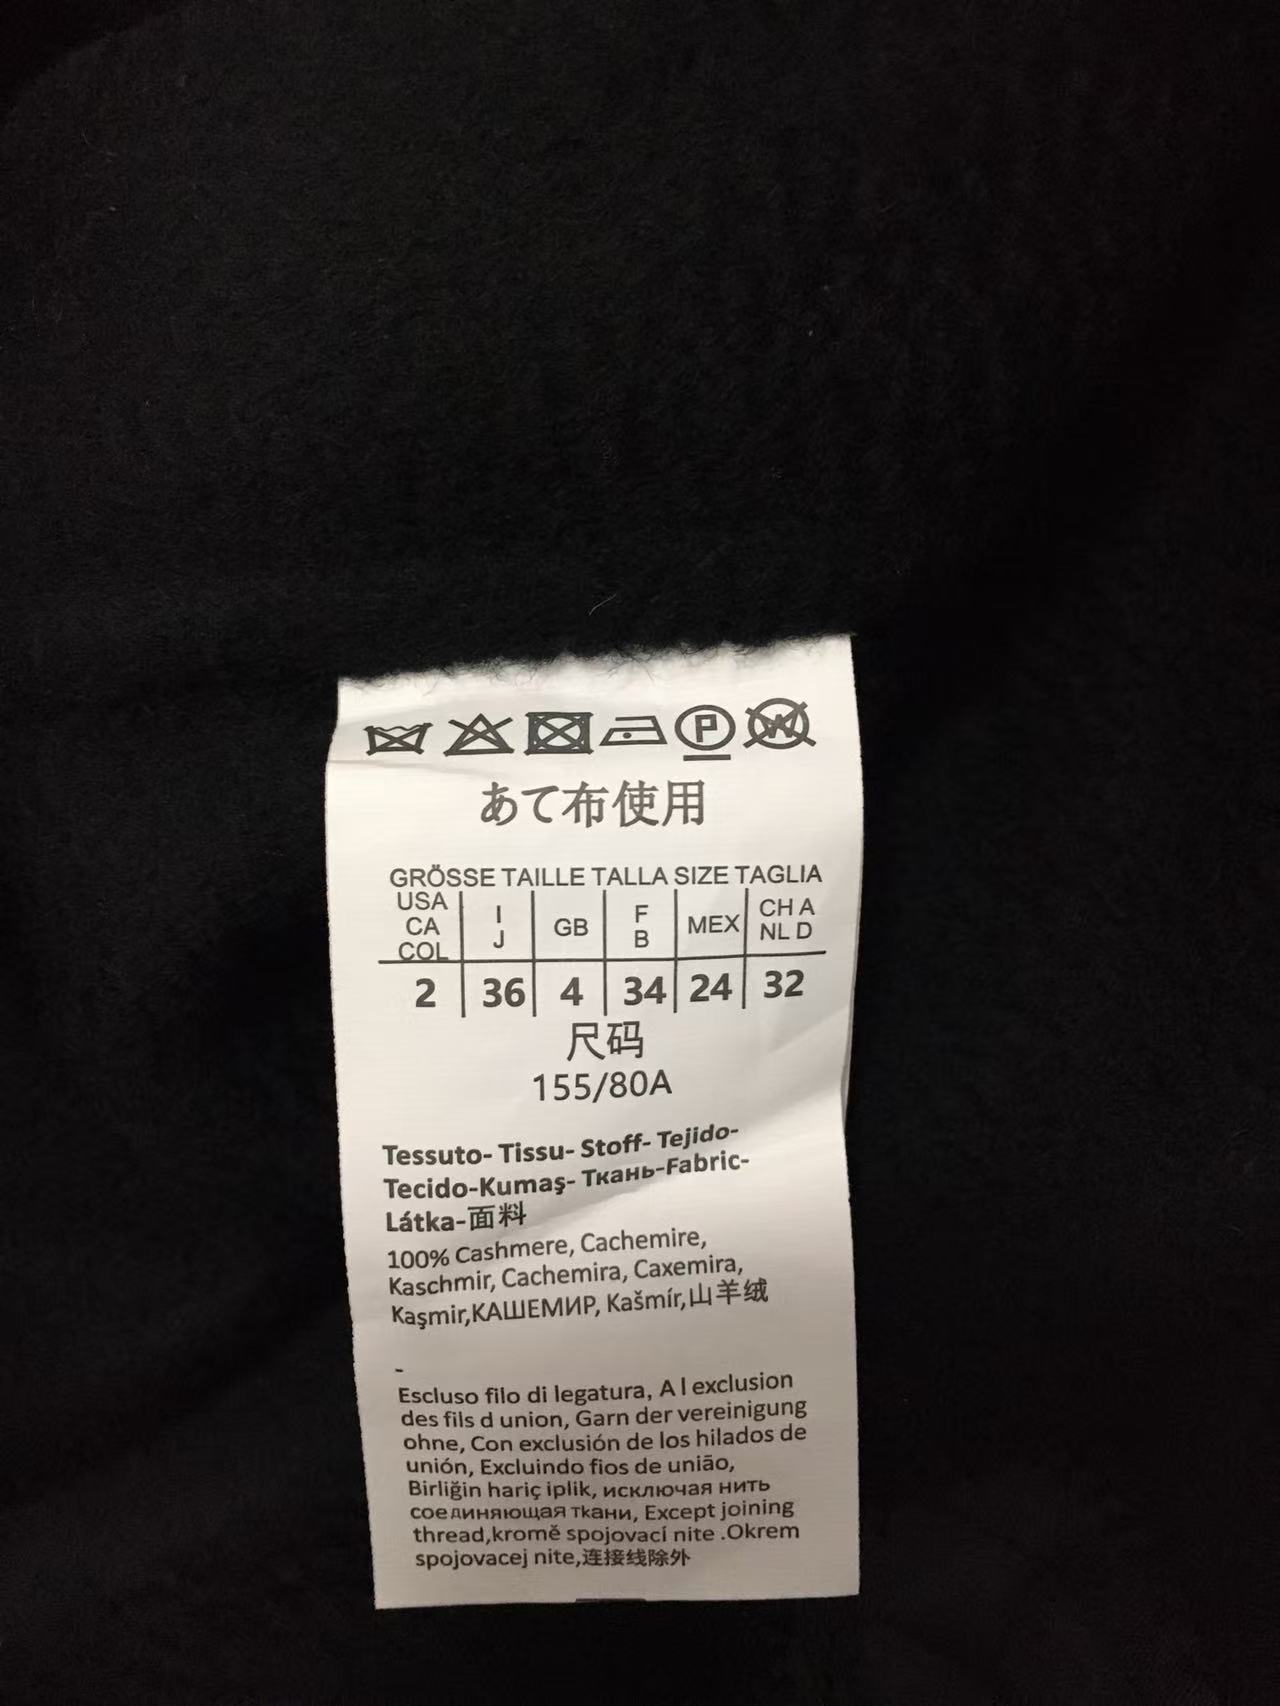 P W
あて布使用
GRÖSSE TAILLE TALLA SIZE TAGLIA
USA CA COL | I J | GB | F B | MEX | CH A NL D
2 | 36 | 4 | 34 | 24 | 32
尺码
155/80A
Tessuto- Tissu- Stoff- Tejido-
Tecido-Kumaş- Ткань-Fabric-
Látka-面料
100% Cashmere, Cachemire,
Kaschmir, Cachemira, Caxemira,
Kaşmir,КАШЕМИР, Kašmír,山羊绒
-
Escluso filo di legatura, A l exclusion
des fils d union, Garn der vereinigung
ohne, Con exclusión de los hilados de
unión, Excluindo fios de união,
Birliğin hariç iplik, исключая нить
соединяющая ткани, Except joining
thread,kromě spojovací nite .Okrem
spojovacej nite,连接线除外